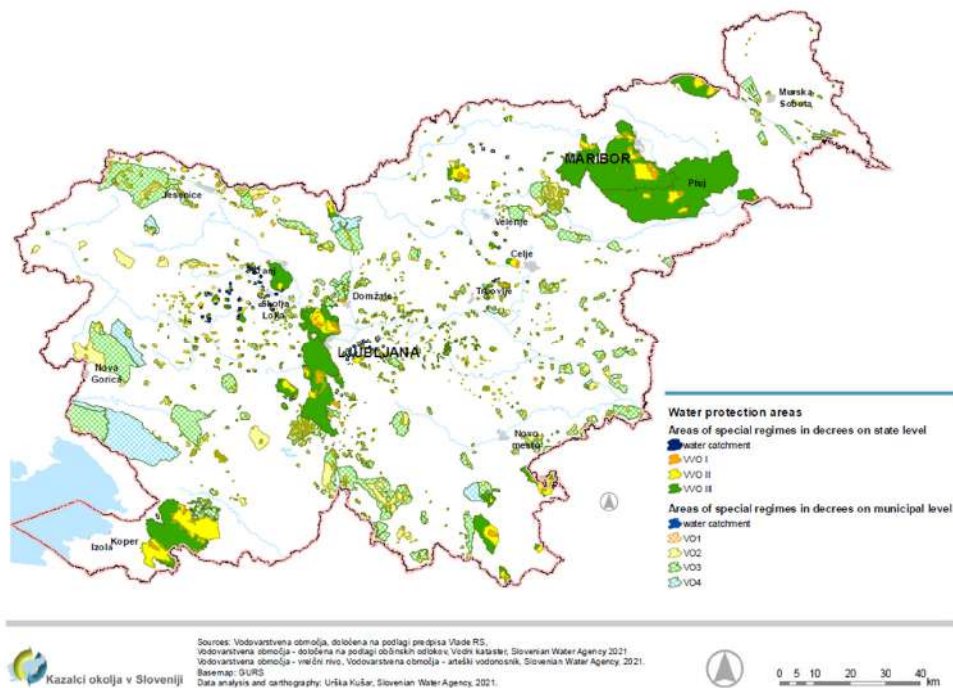 Murska
Sobota
MARIBOR
Ptuj
Jesenice
Velenje
Celje
Kranj
Škofja
Loka
Domžale
Trbovlje
LJUBLJANA
Nova
Gorica
Novo
mesto
Koper
Izola
Water protection areas
Areas of special regimes in decrees on state level
water catchment
VVO I
VVO II
VVO III
Areas of special regimes in decrees on municipal level
water catchment
VO1
VO2
VO3
VO4
Kazalci okolja v Sloveniji
Sources: Vodovarstvena območja, določena na podlagi predpisa Vlade RS,
Vodovarstvena območja - določena na podlagi občinskih odlokov, Vodni kataster, Slovenian Water Agency 2021
Vodovarstvena območja - vrelčni nivo, Vodovarstvena območja - arteški vodonosnik, Slovenian Water Agency, 2021.
Basemap: GURS
Data analysis and carthography: Urška Kušar, Slovenian Water Agency, 2021.
0 5 10 20 30 40
km